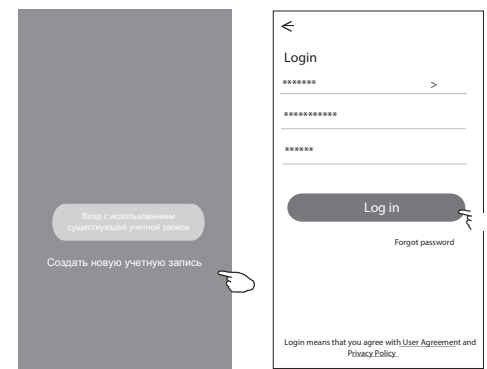 Вход с использованием
существующей учетной записи
Создать новую учетную запись
<
Login
******* >
***********
******
Log in
Forgot password
Login means that you agree with User Agreement and
Privacy Policy